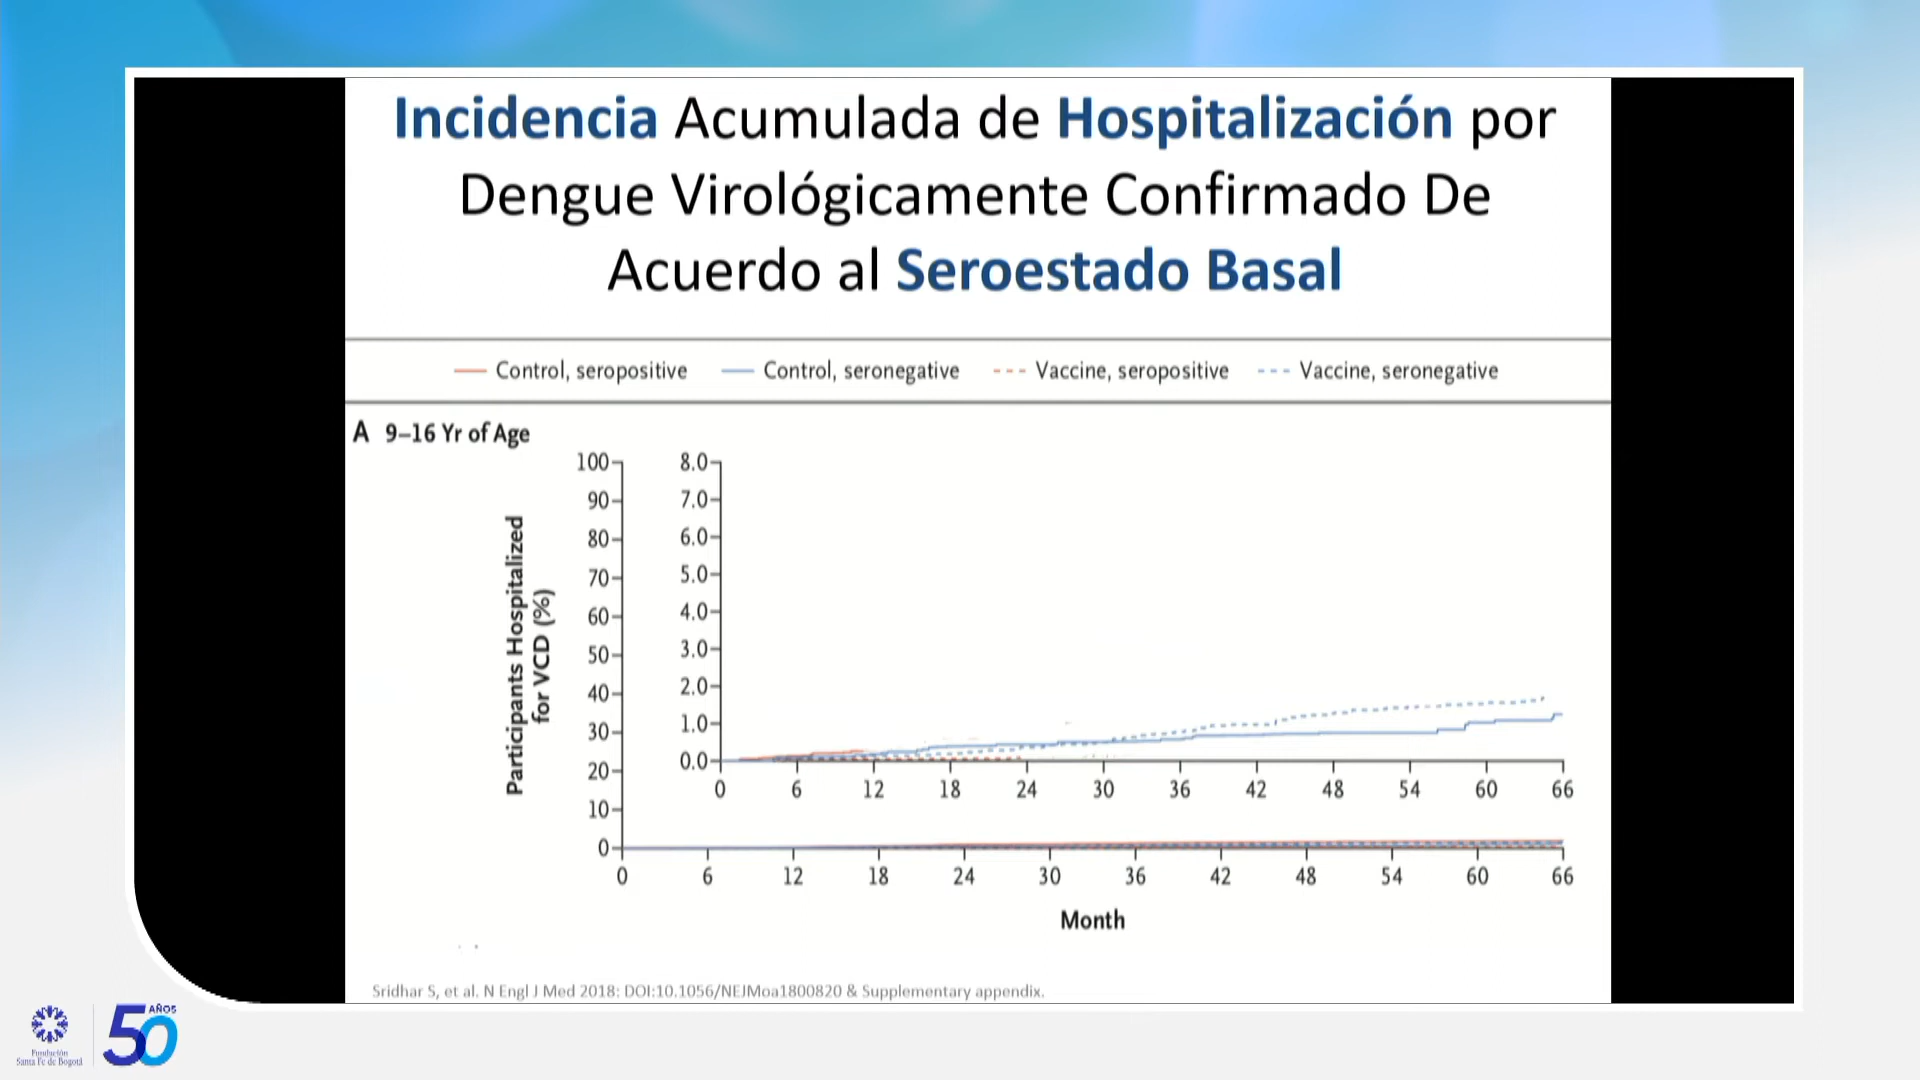 Incidencia Acumulada de Hospitalización por
Dengue Virológicamente Confirmado De
Acuerdo al Seroestado Basal
Control, seropositive Control, seronegative Vaccine, seropositive Vaccine, seronegative
A 9–16 Yr of Age
Participants Hospitalized
for VCD (%)
100
90
80
70
60
50
40
30
20
10
0
8.0
7.0
6.0
5.0
4.0
3.0
2.0
1.0
0.0
0 6 12 18 24 30 36 42 48 54 60 66
0 6 12 18 24 30 36 42 48 54 60 66
Month
Sridhar S, et al. N Engl J Med 2018: DOI:10.1056/NEJMoa1800820 & Supplementary appendix.
Fundación
Santa Fe de Bogotá
50 AÑOS